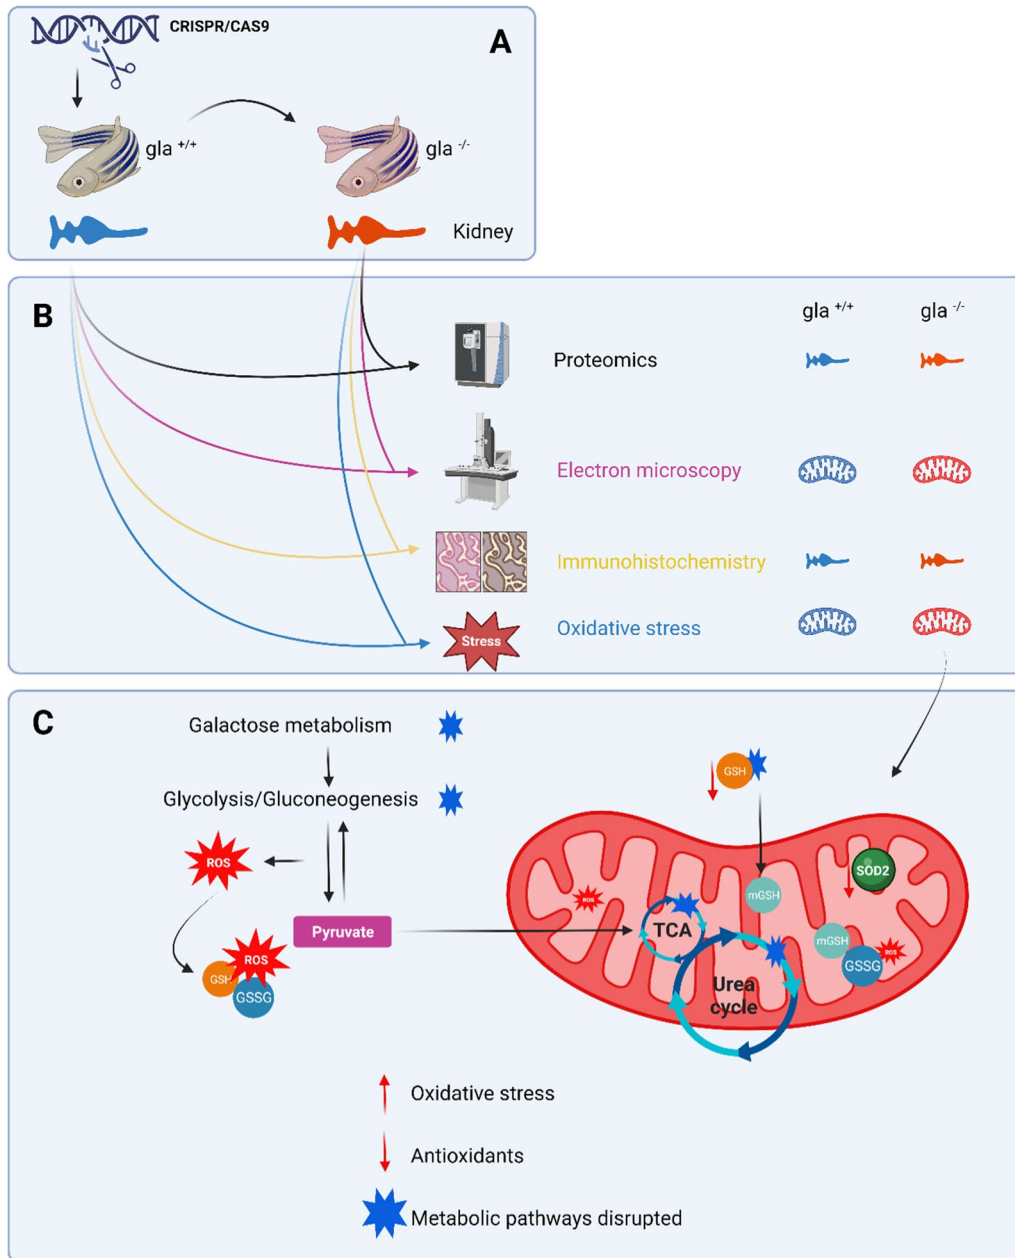 CRISPR/CAS9
A
gla +/+
gla -/-
Kidney
B
gla +/+
gla -/-
Proteomics
Electron microscopy
Immunohistochemistry
Stress
Oxidative stress
C
Galactose metabolism
Glycolysis/Gluconeogenesis
ROS
Pyruvate
GSH
ROS
GSSG
GSH
mGSH
SOD2
ROS
TCA
mGSH
ROS
GSSG
Urea
cycle
Oxidative stress
Antioxidants
Metabolic pathways disrupted